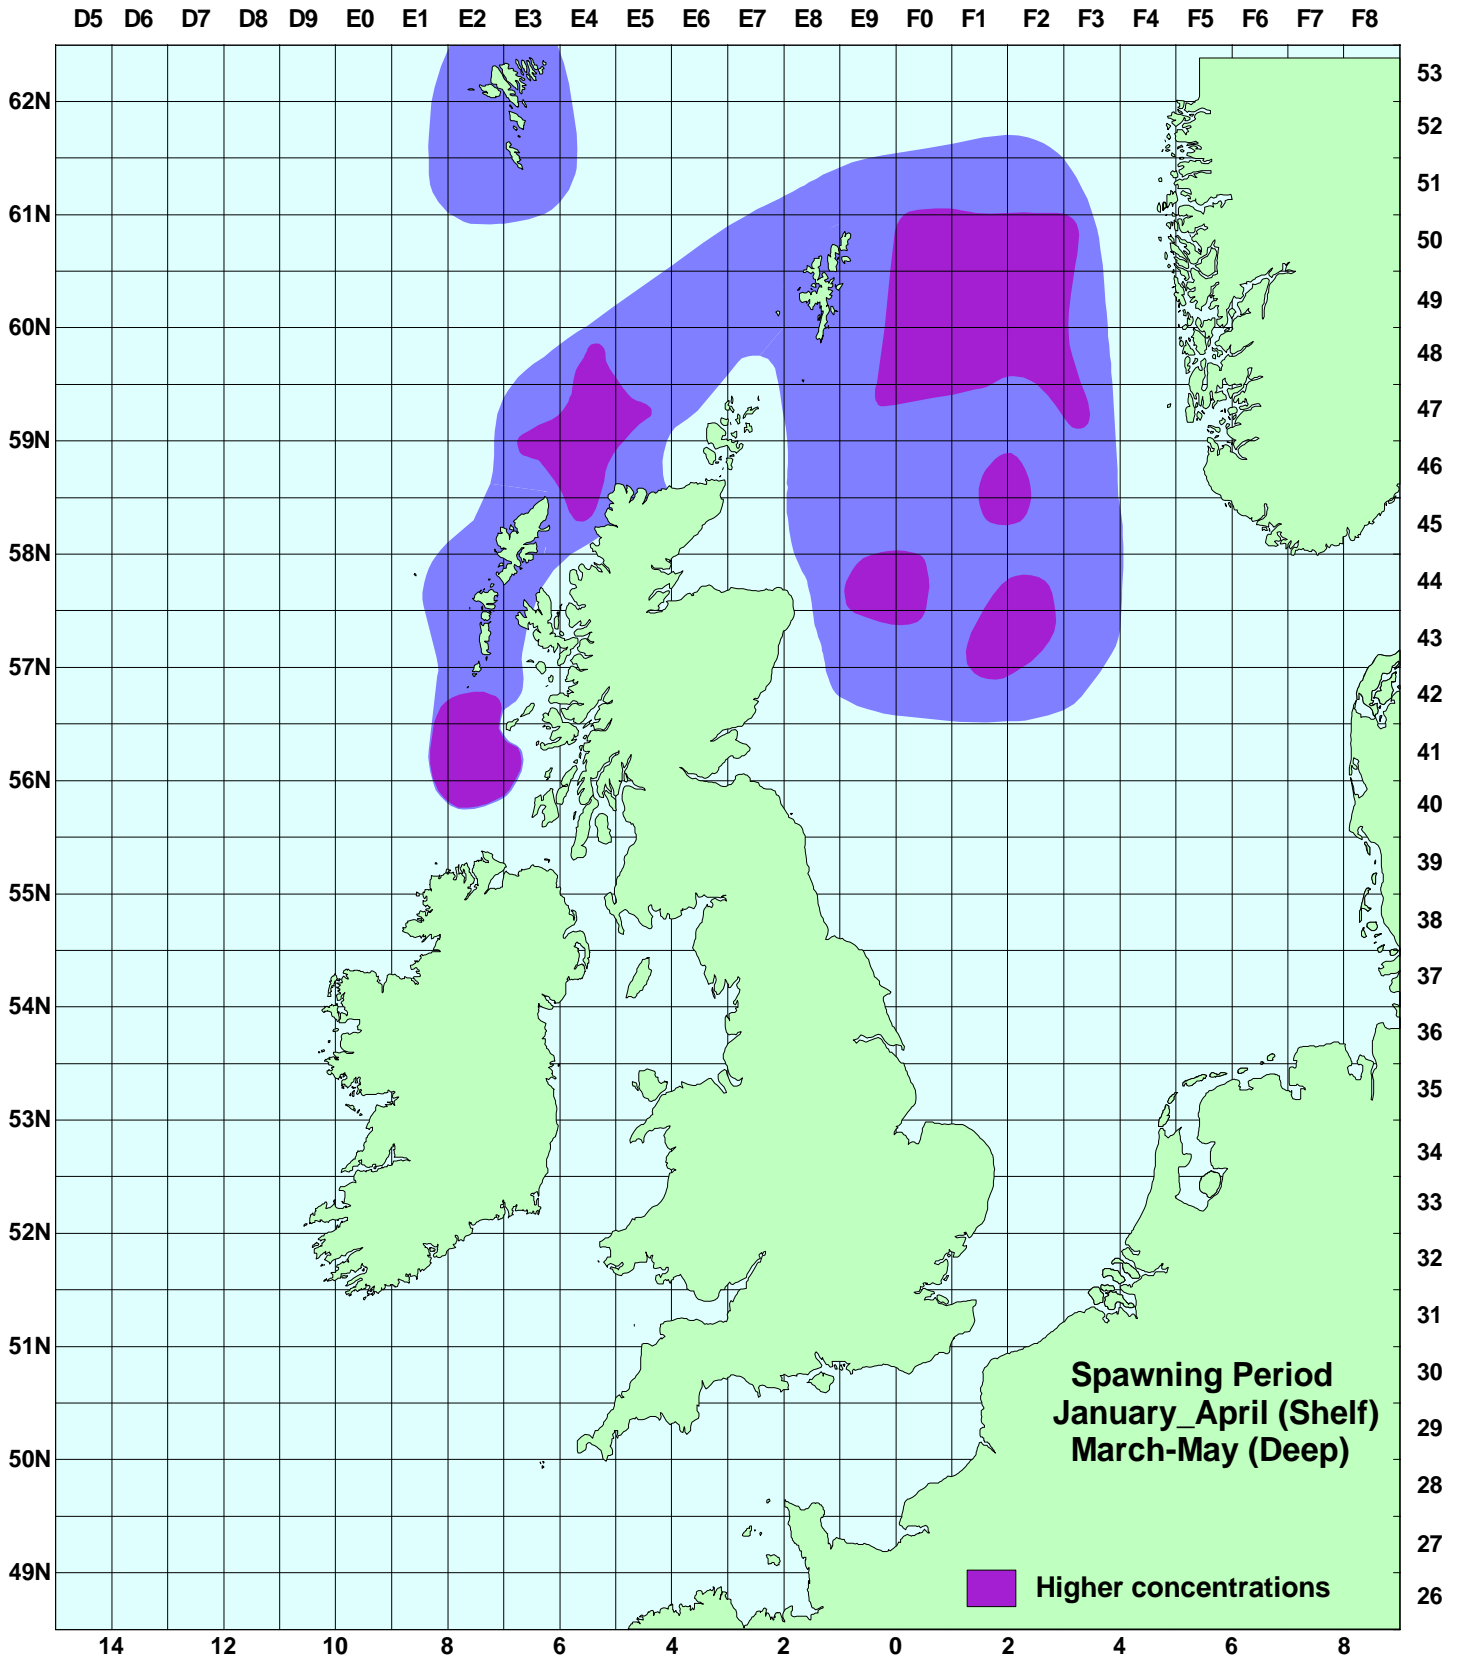 D5 D6 D7 D8 D9 E0 E1 E2 E3 E4 E5 E6 E7 E8 E9 F0 F1 F2 F3 F4 F5 F6 F7 F8
53
62N
52
51
61N
50
49
60N
48
47
59N
46
45
58N
44
43
57N
42
41
56N
40
39
55N
38
37
54N
36
35
53N
34
33
52N
32
31
51N
30
Spawning Period
January_April (Shelf)
29
March-May (Deep)
50N
28
27
49N
Higher concentrations
26
14 12 10 8 6 4 2 0 2 4 6 8